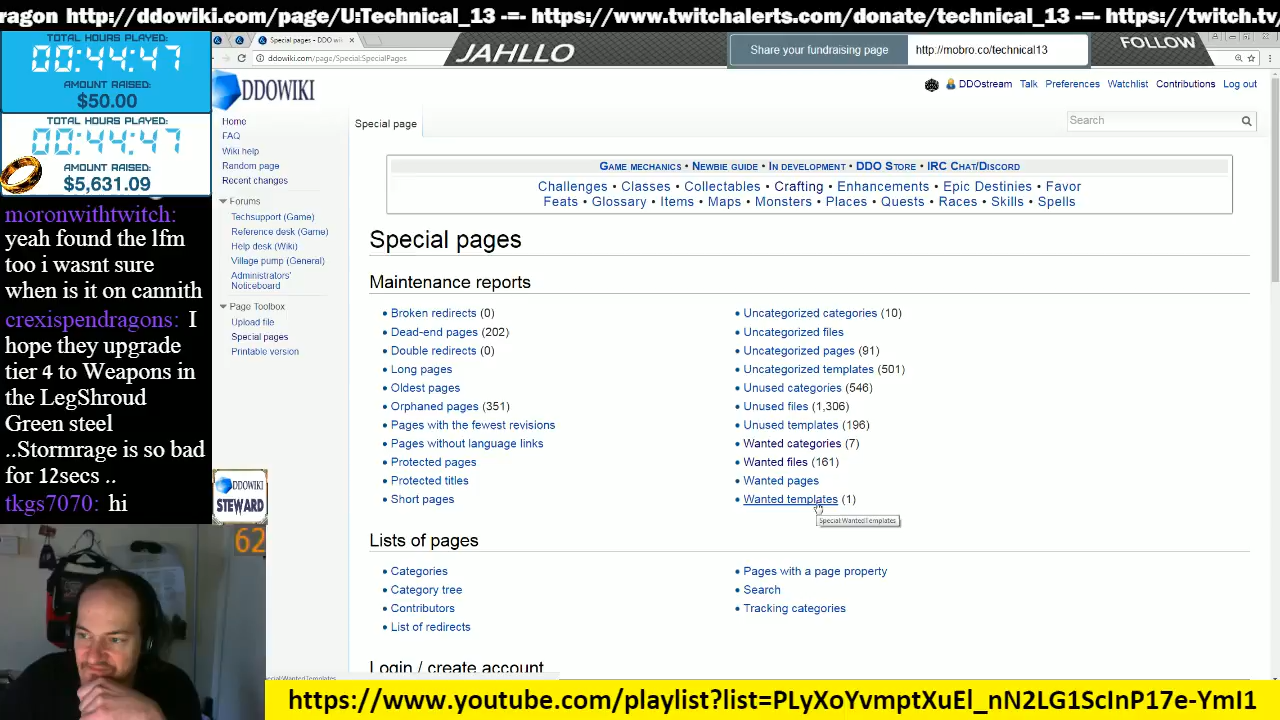 ragon http://ddowiki.com/page/U:Technical_13 -=- https://www.twitchalerts.com/donate/technical_13 -=- https://twitch.tv
TOTAL HOURS PLAYED:
00:44:47
AMOUNT RAISED:
$50.00
TOTAL HOURS PLAYED:
00:44:47
AMOUNT RAISED:
$5,631.09
moronwithtwitch:
yeah found the lfm
too i wasnt sure
when is it on cannith
crexispendragons: I
hope they upgrade
tier 4 to Weapons in
the LegShroud
Green steel
..Stormrage is so bad
for 12secs ..
tkgs7070: hi
Special pages - DDO wi
ddowiki.com/page/Special:SpecialPages
JAHLLO
Share your fundraising page
http://mobro.co/technical13
FOLLOW
DDOWIKI
DDOstream Talk Preferences Watchlist Contributions Log out
Home
FAQ
Wiki help
Random page
Recent changes
Forums
Techsupport (Game)
Reference desk (Game)
Help desk (Wiki)
Village pump (General)
Administrators'
Noticeboard
Page Toolbox
Upload file
Special pages
Printable version
Special page
Search
Game mechanics • Newbie guide • In development • DDO Store • IRC Chat/Discord
Challenges • Classes • Collectables • Crafting • Enhancements • Epic Destinies • Favor
Feats • Glossary • Items • Maps • Monsters • Places • Quests • Races • Skills • Spells
Special pages
Maintenance reports
• Broken redirects (0)
• Dead-end pages (202)
• Double redirects (0)
• Long pages
• Oldest pages
• Orphaned pages (351)
• Pages with the fewest revisions
• Pages without language links
• Protected pages
• Protected titles
• Short pages
• Uncategorized categories (10)
• Uncategorized files
• Uncategorized pages (91)
• Uncategorized templates (501)
• Unused categories (546)
• Unused files (1,306)
• Unused templates (196)
• Wanted categories (7)
• Wanted files (161)
• Wanted pages
• Wanted templates (1)
Special:WantedTemplates
Lists of pages
• Categories
• Category tree
• Contributors
• List of redirects
• Pages with a page property
• Search
• Tracking categories
Login / create account
DDOWIKI
STEWARD
62
https://www.youtube.com/playlist?list=PLyXoYvmptXuEl_nN2LG1ScInP17e-YmI1